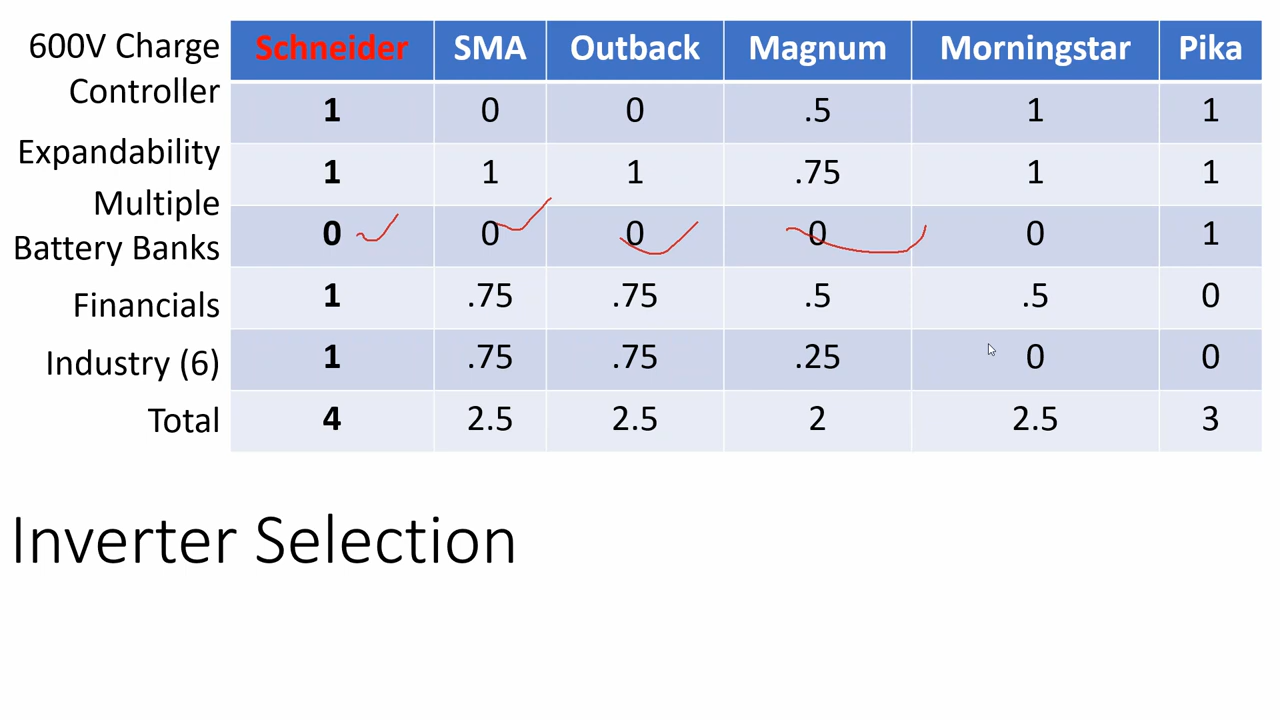 Schneider SMA Outback Magnum Morningstar Pika
600V Charge
Controller 1 0 0 .5 1 1
Expandability 1 1 1 .75 1 1
Multiple
Battery Banks 0 0 0 0 0 1
Financials 1 .75 .75 .5 .5 0
Industry (6) 1 .75 .75 .25 0 0
Total 4 2.5 2.5 2 2.5 3
Inverter Selection